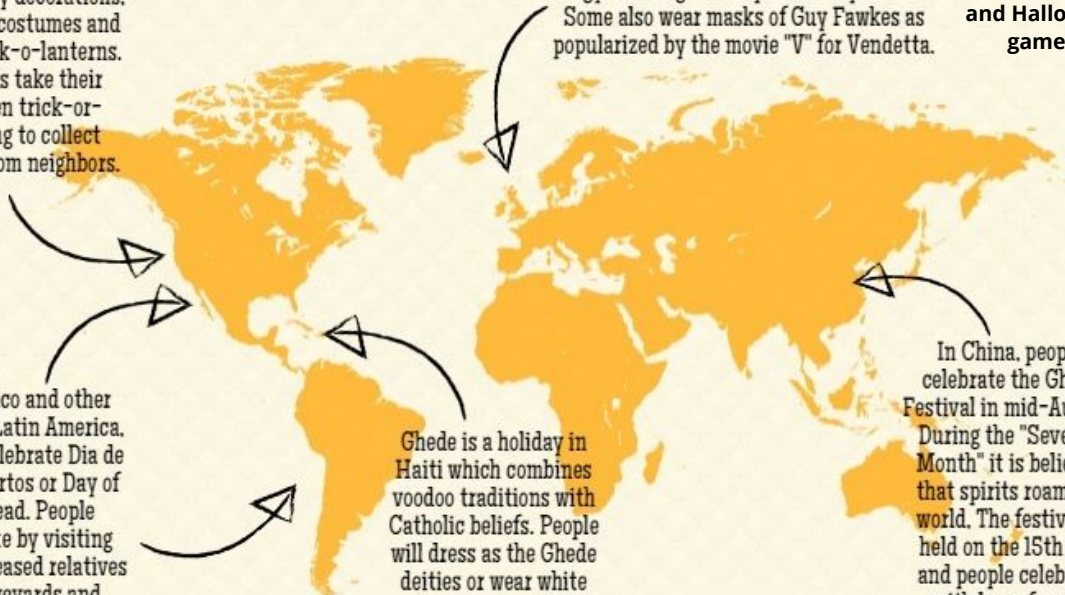 costumes and
k-o-lanterns.
s take their
en trick-or-
ng to collect
om neighbors.
Some also wear masks of Guy Fawkes as
popularized by the movie "V" for Vendetta.
and Hallo
game
co and other
Latin America,
lebrate Dia de
rtos or Day of
ead. People
te by visiting
eased relatives
Ghede is a holiday in
Haiti which combines
voodoo traditions with
Catholic beliefs. People
will dress as the Ghede
deities or wear white
In China, peop
celebrate the Gh
Festival in mid-Au
During the "Seve
Month" it is belie
that spirits roam
world. The festiv
held on the 15th
and people celeb